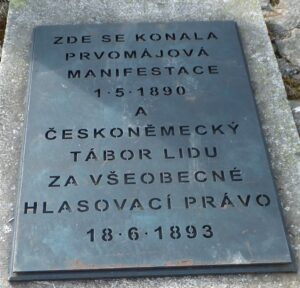 ZDE SE KONALA
PRVOMÁJOVÁ
MANIFESTACE
1·5·1890
A
ČESKONĚMECKÝ
TÁBOR LIDU
ZA VŠEOBECNÉ
HLASOVACÍ PRÁVO
18·6·1893